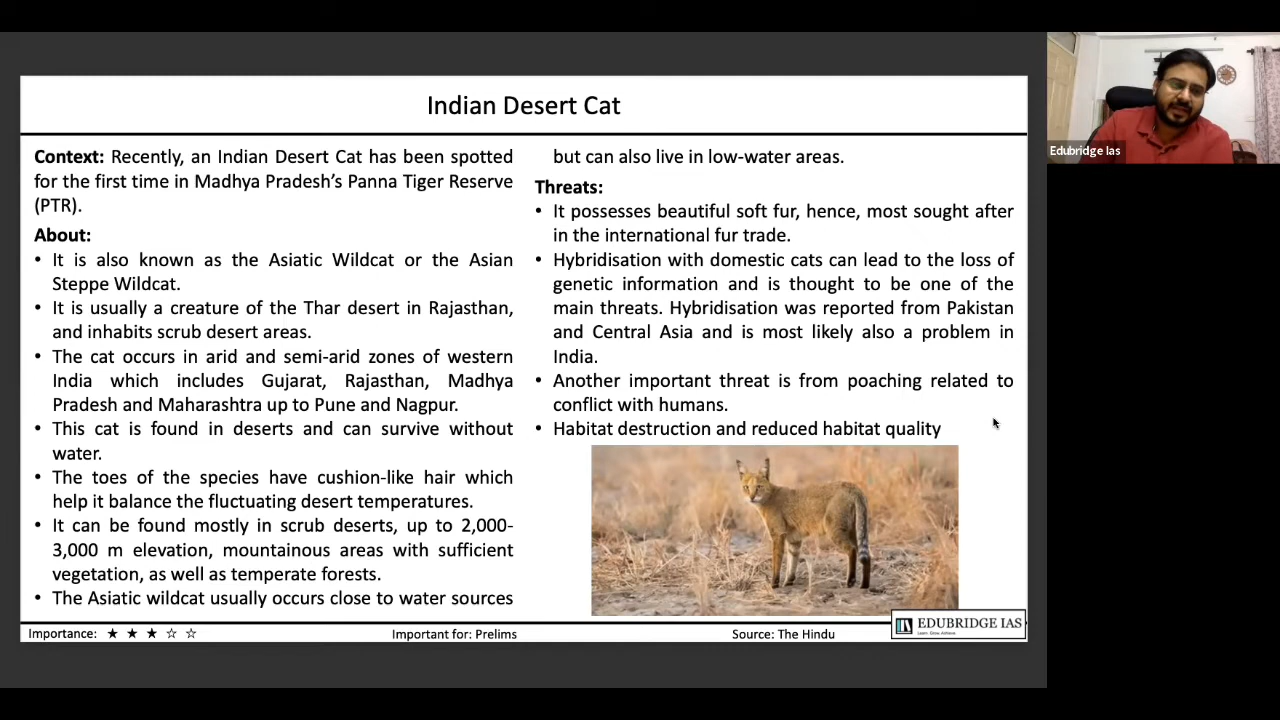 Indian Desert Cat
Context: Recently, an Indian Desert Cat has been spotted
for the first time in Madhya Pradesh's Panna Tiger Reserve
(PTR).
About:
• It is also known as the Asiatic Wildcat or the Asian
Steppe Wildcat.
• It is usually a creature of the Thar desert in Rajasthan,
and inhabits scrub desert areas.
• The cat occurs in arid and semi-arid zones of western
India which includes Gujarat, Rajasthan, Madhya
Pradesh and Maharashtra up to Pune and Nagpur.
• This cat is found in deserts and can survive without
water.
• The toes of the species have cushion-like hair which
help it balance the fluctuating desert temperatures.
• It can be found mostly in scrub deserts, up to 2,000-
3,000 m elevation, mountainous areas with sufficient
vegetation, as well as temperate forests.
• The Asiatic wildcat usually occurs close to water sources
but can also live in low-water areas.
Threats:
• It possesses beautiful soft fur, hence, most sought after
in the international fur trade.
• Hybridisation with domestic cats can lead to the loss of
genetic information and is thought to be one of the
main threats. Hybridisation was reported from Pakistan
and Central Asia and is most likely also a problem in
India.
• Another important threat is from poaching related to
conflict with humans.
• Habitat destruction and reduced habitat quality
Importance: ★ ★ ★ ☆ ☆
Important for: Prelims
Source: The Hindu
EDUBRIDGE IAS
Learn. Grow. Achieve
Edubridge Ias